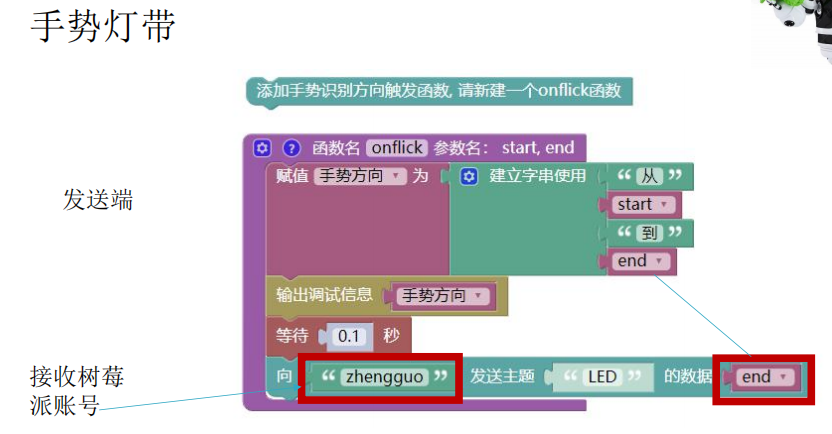 手势灯带
添加手势识别方向触发函数, 请新建一个onflick函数
? 函数名 onflick 参数名： start, end
赋值 手势方向 为 建立字串使用 “ 从 ”
start
发送端
“ 到 ”
end
输出调试信息 手势方向
等待 0.1 秒
向 “ zhengguo ” 发送主题 “ LED ” 的数据 end
接收树莓
派账号